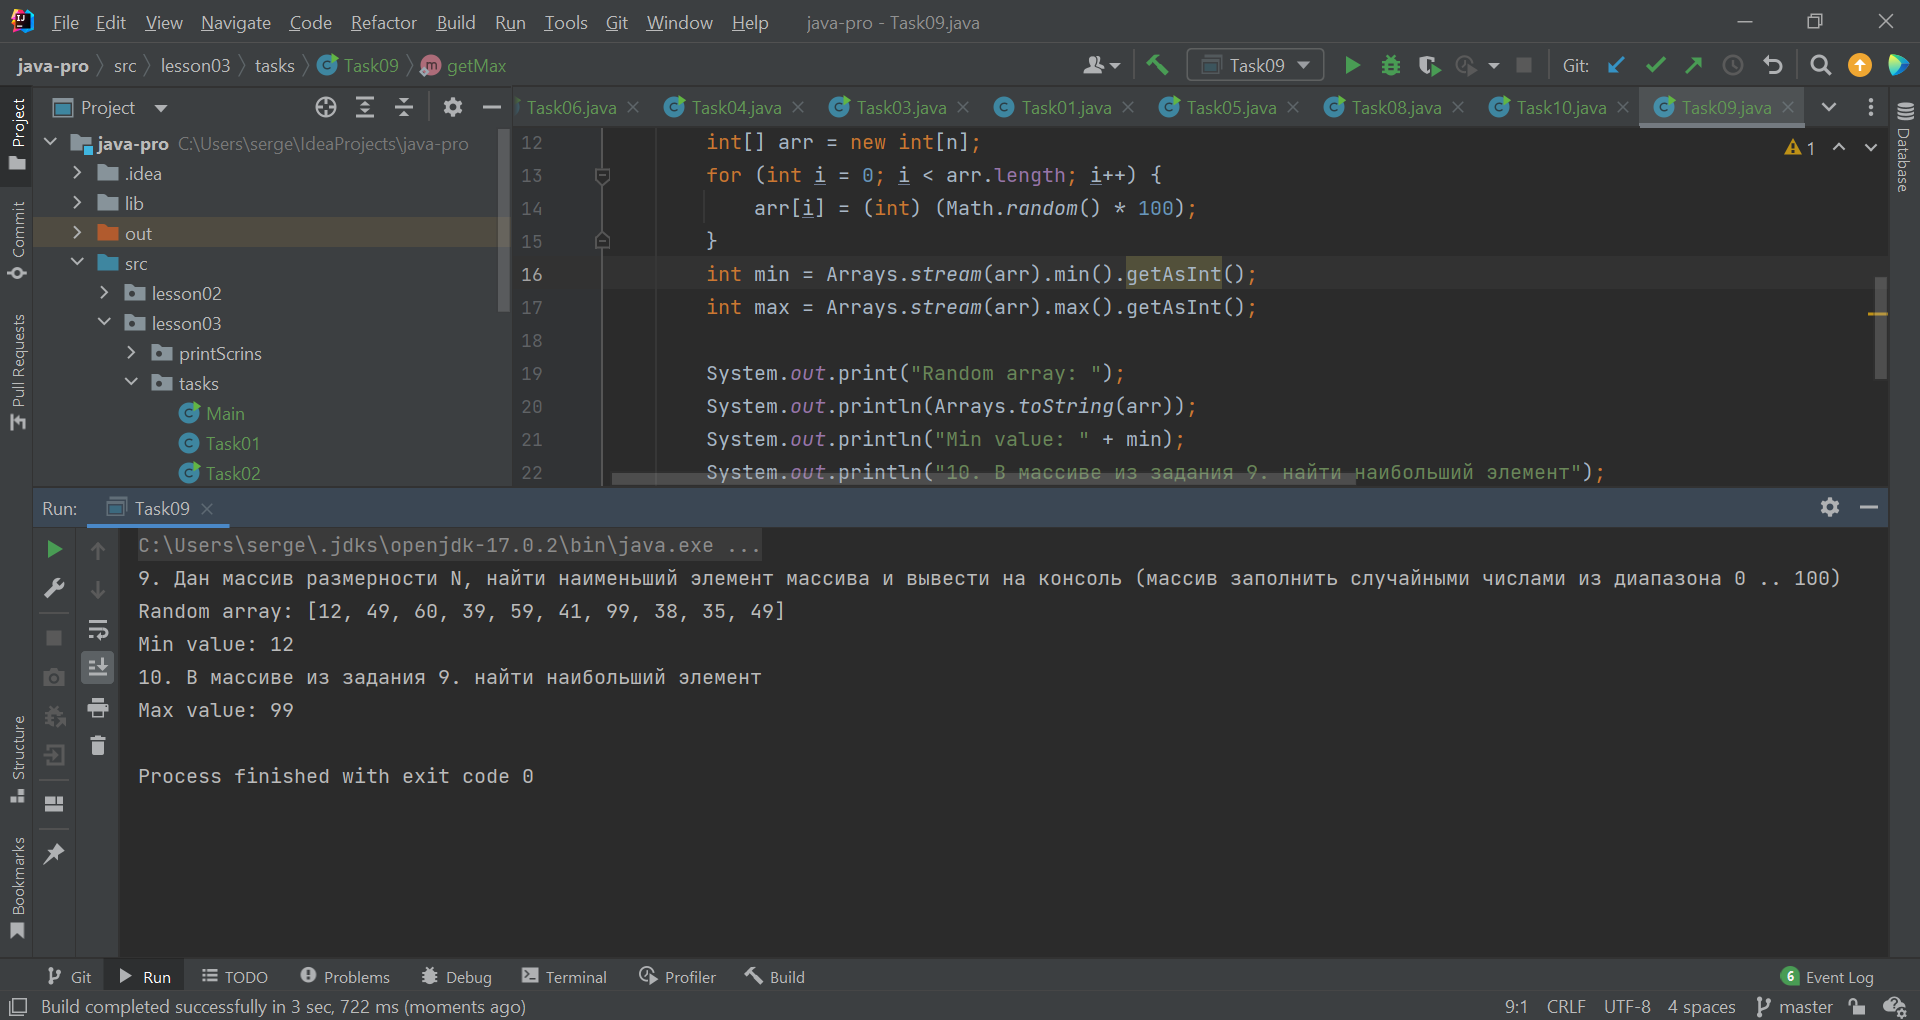 File Edit View Navigate Code Refactor Build Run Tools Git Window Help java-pro - Task09.java
java-pro src lesson03 tasks Task09 getMax Task09 Git:
Project
Task06.java Task04.java Task03.java Task01.java Task05.java Task08.java Task10.java Task09.java
java-pro C:\Users\serge\IdeaProjects\java-pro
.idea
lib
out
src
lesson02
lesson03
printScrins
tasks
Main
Task01
Task02
12 int[] arr = new int[n];
13 for (int i = 0; i < arr.length; i++) {
14 arr[i] = (int) (Math.random() * 100);
15 }
16 int min = Arrays.stream(arr).min().getAsInt();
17 int max = Arrays.stream(arr).max().getAsInt();
18
19 System.out.print("Random array: ");
20 System.out.println(Arrays.toString(arr));
21 System.out.println("Min value: " + min);
22 System.out.println("10. В массиве из задания 9. найти наибольший элемент");
1
Project
Commit
Pull Requests
Structure
Bookmarks
Database
Run: Task09
C:\Users\serge\.jdks\openjdk-17.0.2\bin\java.exe ...
9. Дан массив размерности N, найти наименьший элемент массива и вывести на консоль (массив заполнить случайными числами из диапазона 0 .. 100)
Random array: [12, 49, 60, 39, 59, 41, 99, 38, 35, 49]
Min value: 12
10. В массиве из задания 9. найти наибольший элемент
Max value: 99
Process finished with exit code 0
Git Run TODO Problems Debug Terminal Profiler Build 6 Event Log
Build completed successfully in 3 sec, 722 ms (moments ago) 9:1 CRLF UTF-8 4 spaces master